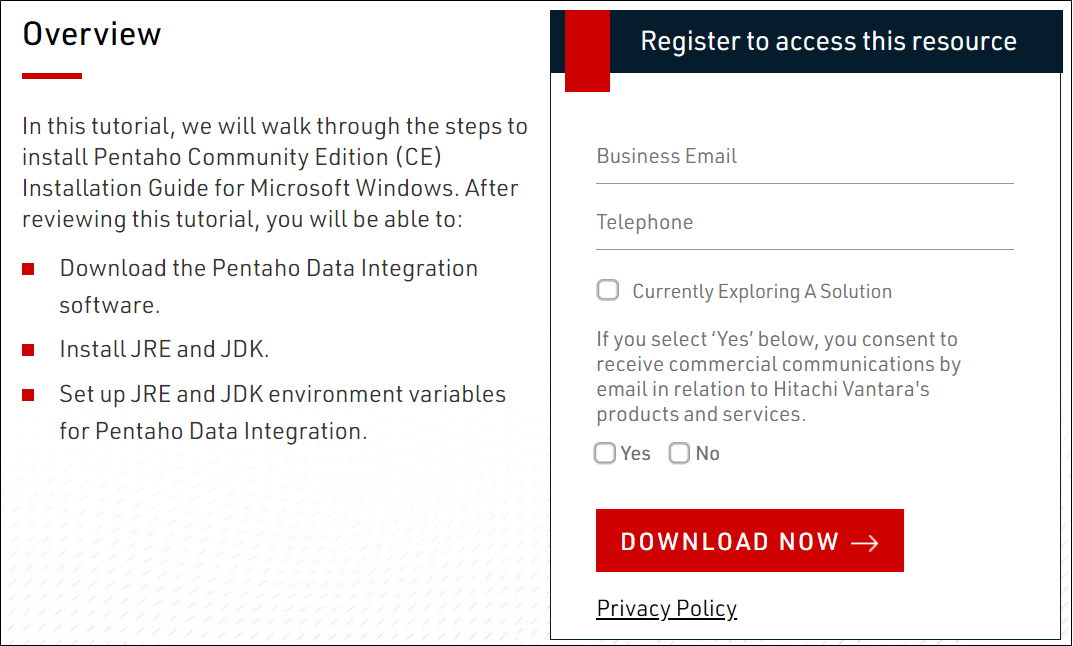 Overview
In this tutorial, we will walk through the steps to
install Pentaho Community Edition (CE)
Installation Guide for Microsoft Windows. After
reviewing this tutorial, you will be able to:
Download the Pentaho Data Integration
software.
Install JRE and JDK.
Set up JRE and JDK environment variables
for Pentaho Data Integration.
Register to access this resource
Business Email
Telephone
Currently Exploring A Solution
If you select ‘Yes’ below, you consent to
receive commercial communications by
email in relation to Hitachi Vantara's
products and services.
Yes No
DOWNLOAD NOW
Privacy Policy